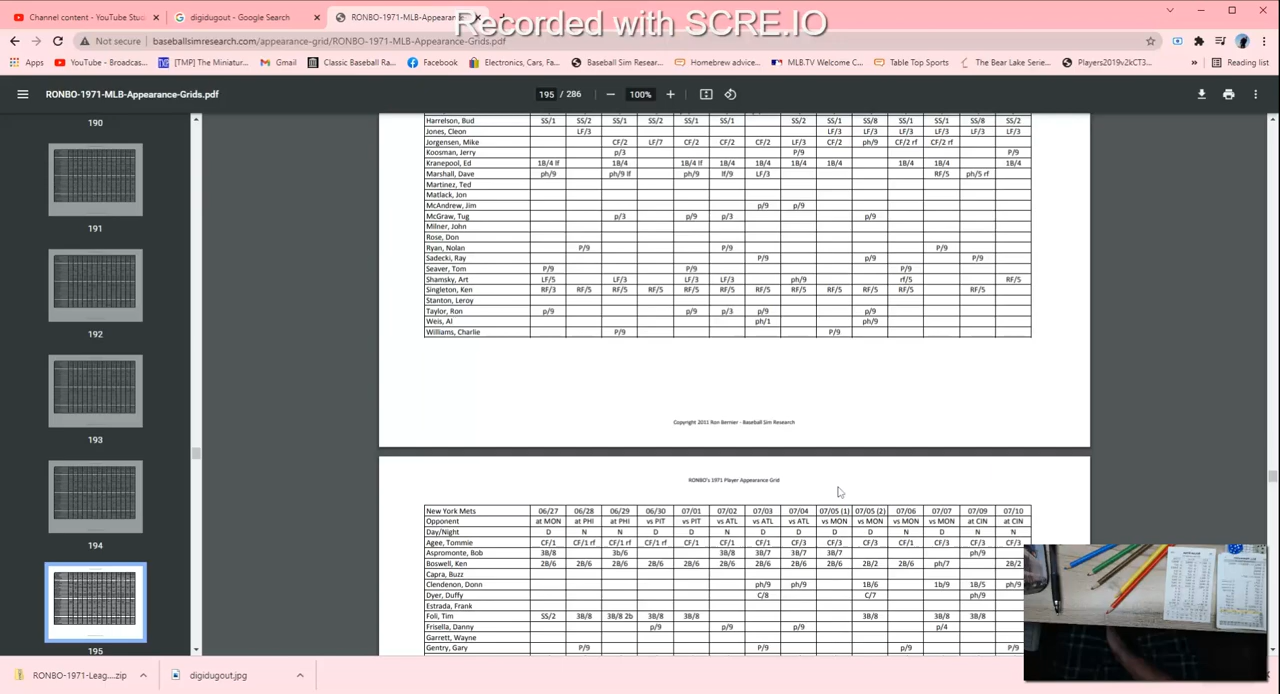 Recorded with SCRE.IO
Channel content - YouTube Stud
digidugout - Google Search
RONBO-1971-MLB-Appearanc
Not secure | baseballsimresearch.com/appearance-grid/RONBO-1971-MLB-Appearance-Grids.pdf
Apps YouTube - Broadcas... [TMP] The Miniatur... Gmail Classic Baseball Ra... Facebook Electronics, Cars, Fa... Baseball Sim Resear... Homebrew advice... MLB.TV Welcome C... Table Top Sports The Bear Lake Serie... Players2019v2kCT3... » Reading list
RONBO-1971-MLB-Appearance-Grids.pdf 195 / 286 100%
190
191
192
193
194
195
Harrelson, Bud SS/1 SS/2 SS/1 SS/2 SS/1 SS/2 SS/1 SS/8 SS/1 SS/1 SS/8 SS/2
Jones, Cleon LF/3 LF/3 LF/3 LF/3 LF/3 LF/3 LF/3
Jorgensen, Mike CF/2 LF/7 CF/2 CF/2 CF/2 LF/3 CF/2 ph/9 CF/2 rf CF/2 rf
Koosman, Jerry p/3 P/9 P/9
Kranepool, Ed 1B/4 lf 1B/4 1B/4 lf 1B/4 1B/4 1B/4 1B/4 1B/4 1B/4 1B/4
Marshall, Dave ph/9 ph/9 lf ph/9 lf/9 LF/3 RF/5 ph/5 rf
Martinez, Ted
Matlack, Jon
McAndrew, Jim p/9 p/9
McGraw, Tug p/3 p/9 p/3 p/9
Milner, John
Rose, Don
Ryan, Nolan P/9 P/9 P/9
Sadecki, Ray P/9 p/9 P/9
Seaver, Tom P/9 P/9 P/9
Shamsky, Art LF/5 LF/3 LF/3 LF/3 ph/9 rf/5 RF/5
Singleton, Ken RF/3 RF/5 RF/5 RF/5 RF/5 RF/5 RF/5 RF/5 RF/5 RF/5 RF/5 RF/5
Stanton, Leroy
Taylor, Ron p/9 p/9 p/3 p/9 p/9
Weis, Al ph/1 ph/9
Williams, Charlie P/9 P/9
Copyright 2011 Ron Bernier - Baseball Sim Research
RONBO's 1971 Player Appearance Grid
New York Mets 06/27 06/28 06/29 06/30 07/01 07/02 07/03 07/04 07/05 (1) 07/05 (2) 07/06 07/07 07/09 07/10
Opponent at MON at PHI at PHI vs PIT vs PIT vs ATL vs ATL vs ATL vs MON vs MON vs MON vs MON at CIN at CIN
Day/Night D N N D D N D D D D N D N D
Agee, Tommie CF/1 CF/1 rf CF/1 rf CF/1 rf CF/1 CF/1 CF/1 CF/3 CF/3 CF/3 CF/3 CF/3 CF/3 CF/3
Aspromonte, Bob 3B/8 3b/6 3B/8 3B/7 3B/7 3B/7 ph/9
Boswell, Ken 2B/6 2B/6 2B/6 2B/6 2B/6 2B/6 2B/6 2B/6 2B/6 2B/2 2B/6 ph/7 2B/2
Capra, Buzz
Clendenon, Donn ph/9 ph/9 1B/6 1b/9 1B/5 ph/9
Dyer, Duffy C/8 C/7 ph/9
Estrada, Frank
Foli, Tim SS/2 3B/8 3B/8 2b 3B/8 3B/8 3B/8 3B/8 3B/8
Frisella, Danny p/9 p/9 p/9 p/4
Garrett, Wayne
Gentry, Gary P/9 P/9 p/9 P/9
RONBO-1971-Leag....zip
digidugout.jpg